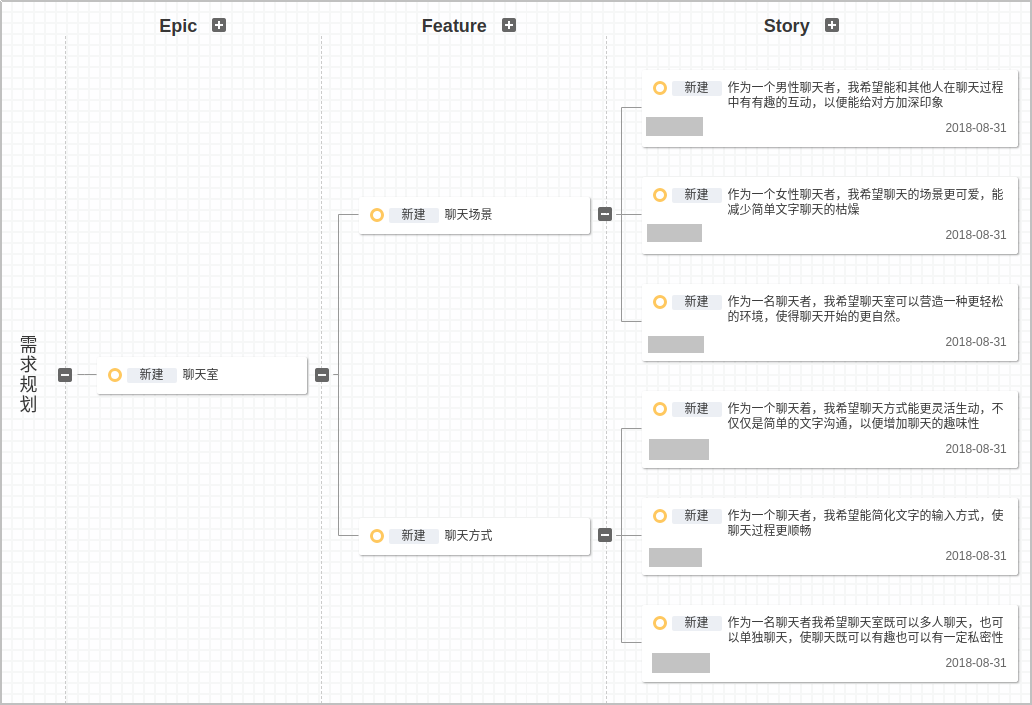 Epic
Feature
Story
需求规划
新建 聊天室
新建 聊天场景
新建 作为一个男性聊天者，我希望能和其他人在聊天过程
中有有趣的互动，以便能给对方加深印象
2018-08-31
新建 作为一个女性聊天者，我希望聊天的场景更可爱，能
减少简单文字聊天的枯燥
2018-08-31
新建 作为一名聊天者，我希望聊天室可以营造一种更轻松
的环境，使得聊天开始的更自然。
2018-08-31
新建 聊天方式
新建 作为一个聊天着，我希望聊天方式能更灵活生动，不
仅仅是简单的文字沟通，以便增加聊天的趣味性
2018-08-31
新建 作为一个聊天者，我希望能简化文字的输入方式，使
聊天过程更顺畅
2018-08-31
新建 作为一名聊天者我希望聊天室既可以多人聊天，也可
以单独聊天，使聊天既可以有趣也可以有一定私密性
2018-08-31